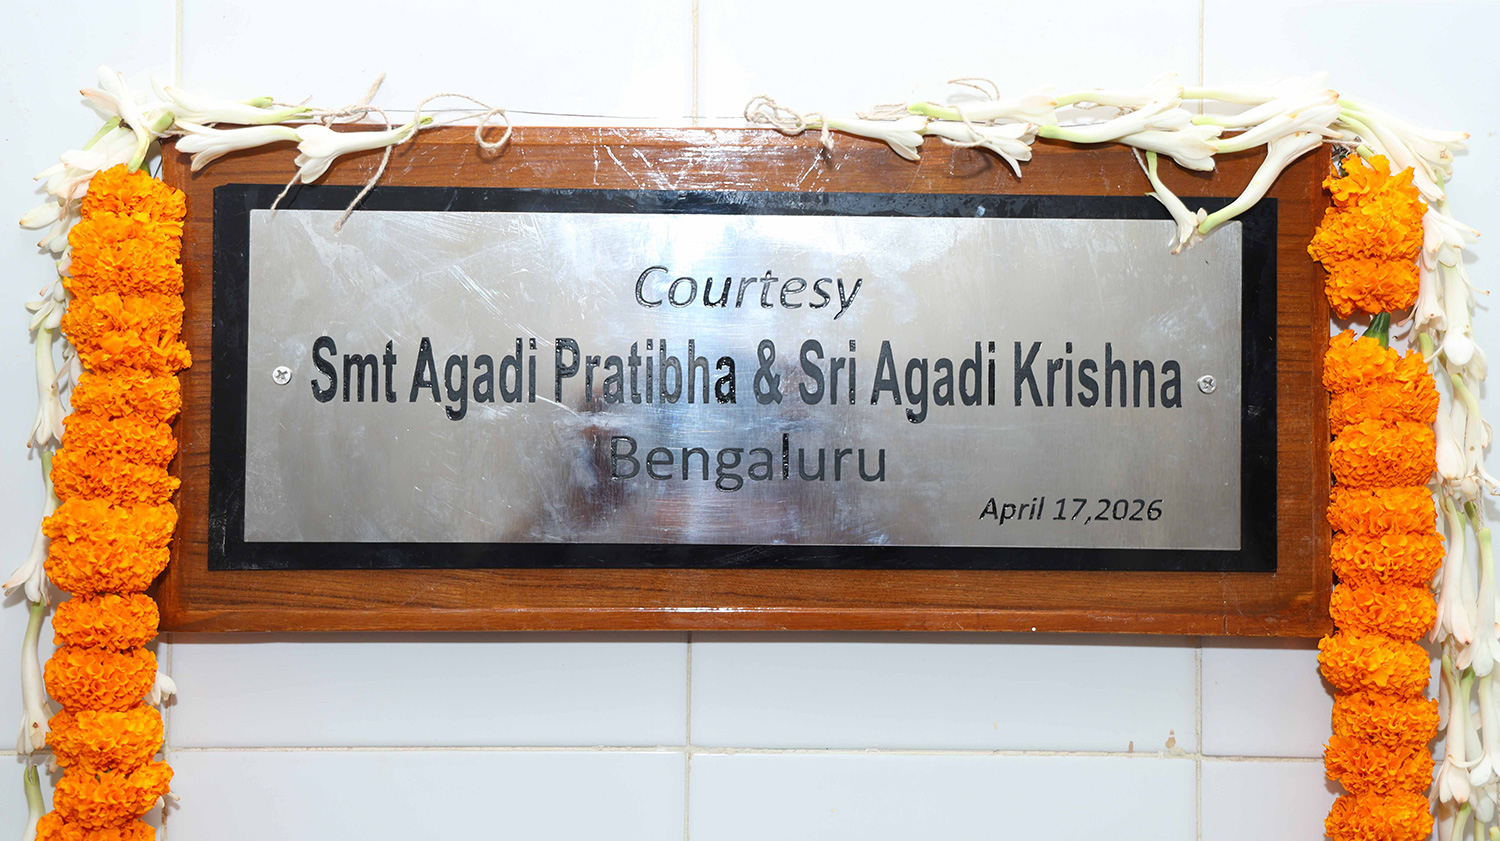 Courtesy
Smt Agadi Pratibha & Sri Agadi Krishna
Bengaluru
April 17,2026